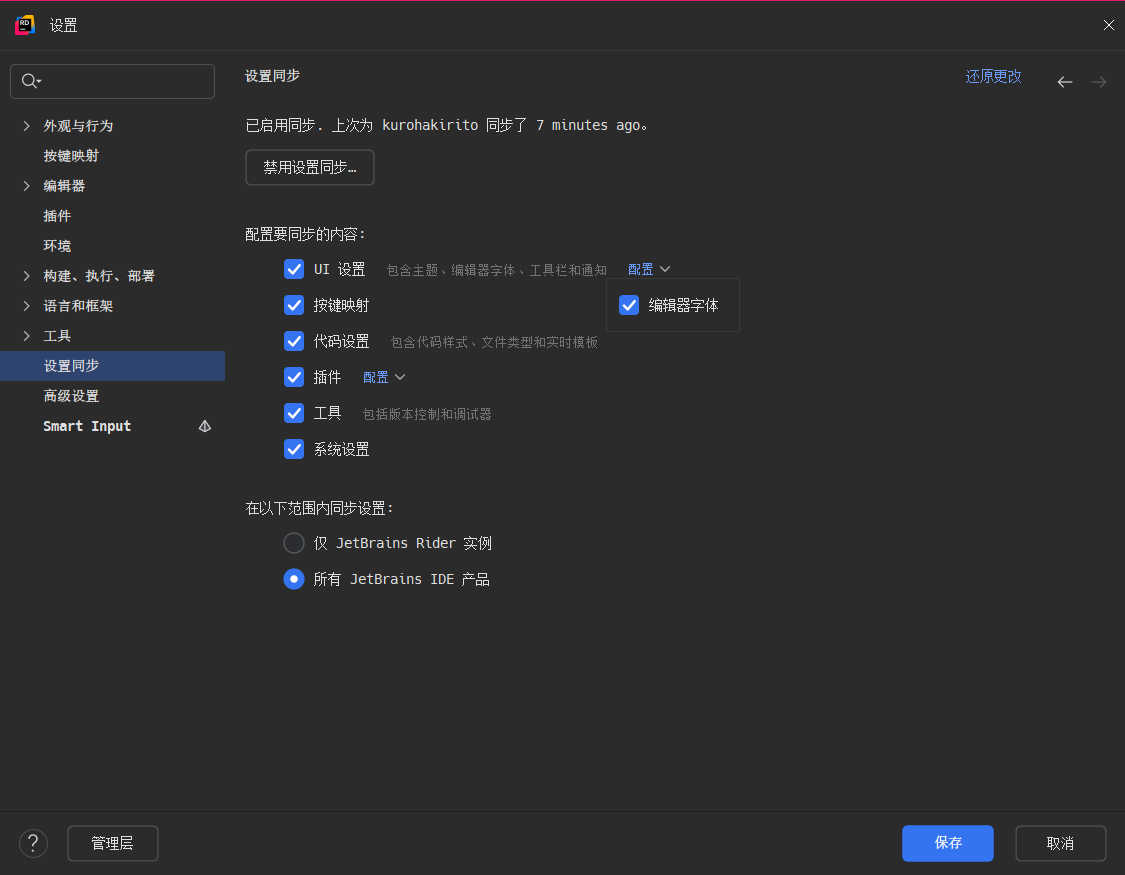 设置
设置同步
还原更改
外观与行为
按键映射
编辑器
插件
环境
构建、执行、部署
语言和框架
工具
设置同步
高级设置
Smart Input
已启用同步. 上次为 kurohakirito 同步了 7 minutes ago。
禁用设置同步…
配置要同步的内容:
UI 设置 包含主题、编辑器字体、工具栏和通知 配置
按键映射
编辑器字体
代码设置 包含代码样式、文件类型和实时模板
插件 配置
工具 包括版本控制和调试器
系统设置
在以下范围内同步设置:
仅 JetBrains Rider 实例
所有 JetBrains IDE 产品
? 管理层 保存 取消